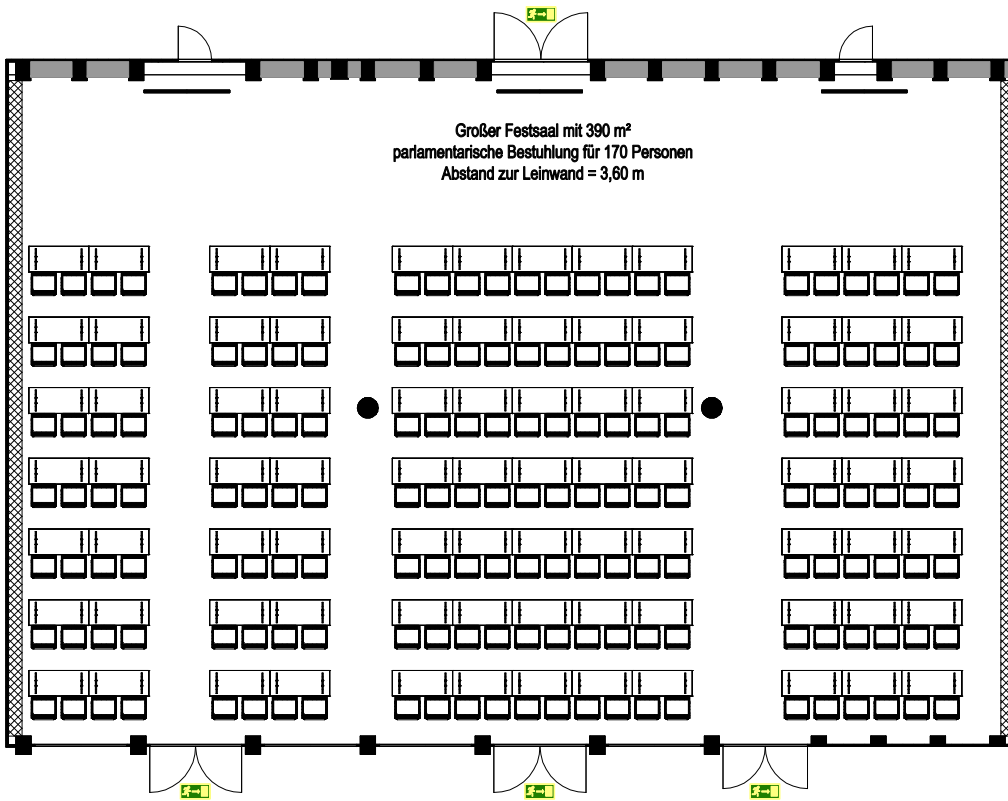 Großer Festsaal mit 390 m²
parlamentarische Bestuhlung für 170 Personen
Abstand zur Leinwand = 3,60 m